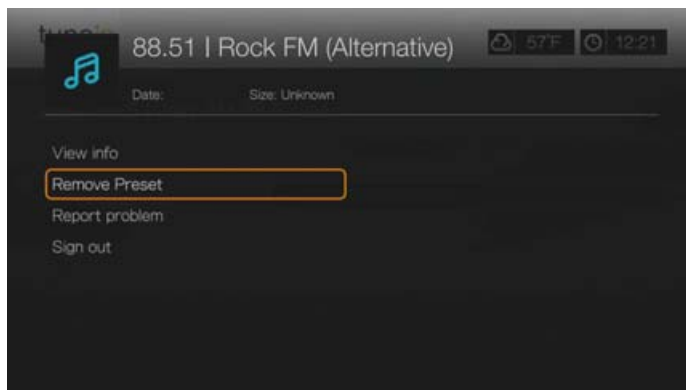 88.51 | Rock FM (Alternative)
57°F
12:21
Date:
Size: Unknown
View info
Remove Preset
Report problem
Sign out